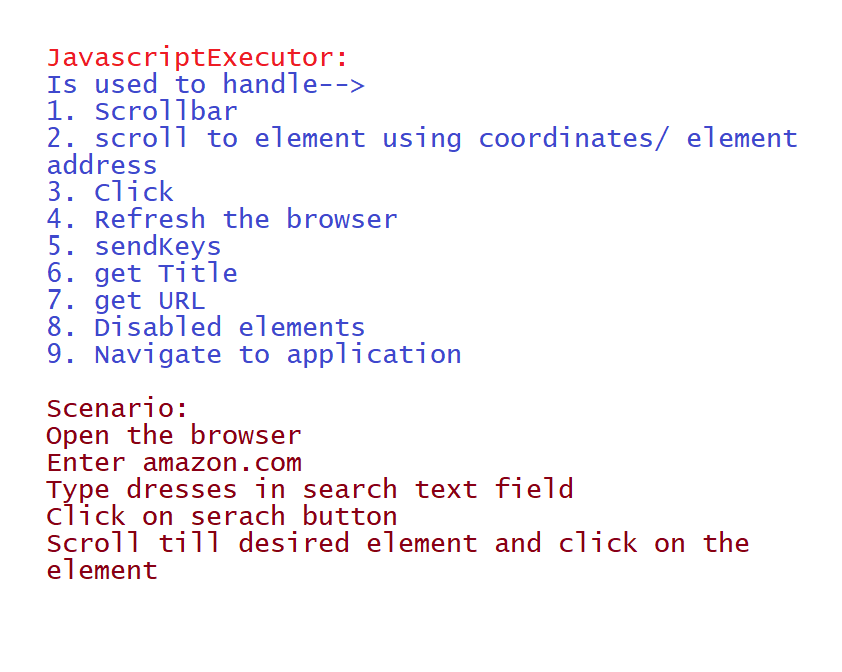 JavascriptExecutor:
Is used to handle-->
1. Scrollbar
2. scroll to element using coordinates/ element
address
3. Click
4. Refresh the browser
5. sendKeys
6. get Title
7. get URL
8. Disabled elements
9. Navigate to application
Scenario:
Open the browser
Enter amazon.com
Type dresses in search text field
Click on serach button
Scroll till desired element and click on the
element